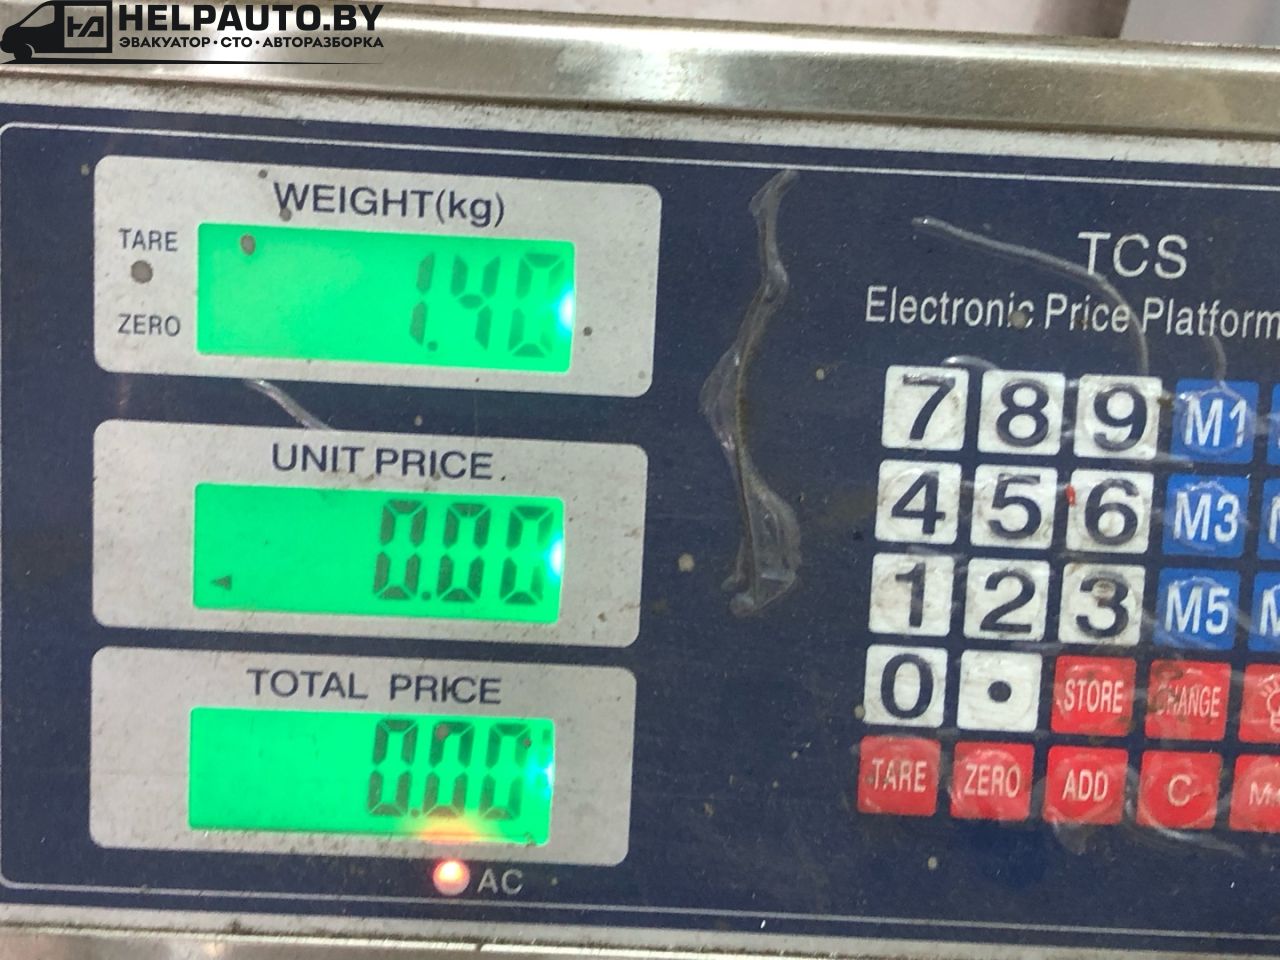 HELPAUTO.BY
ЭВАКУАТОР · СТО · АВТОРАЗБОРКА
WEIGHT(kg)
TARE
ZERO
1.40
UNIT PRICE
0.00
TOTAL PRICE
0.00
AC
TCS
Electronic Price Platform
7 8 9 M1
4 5 6 M3
1 2 3 M5
0 • STORE CHANGE
TARE ZERO ADD C